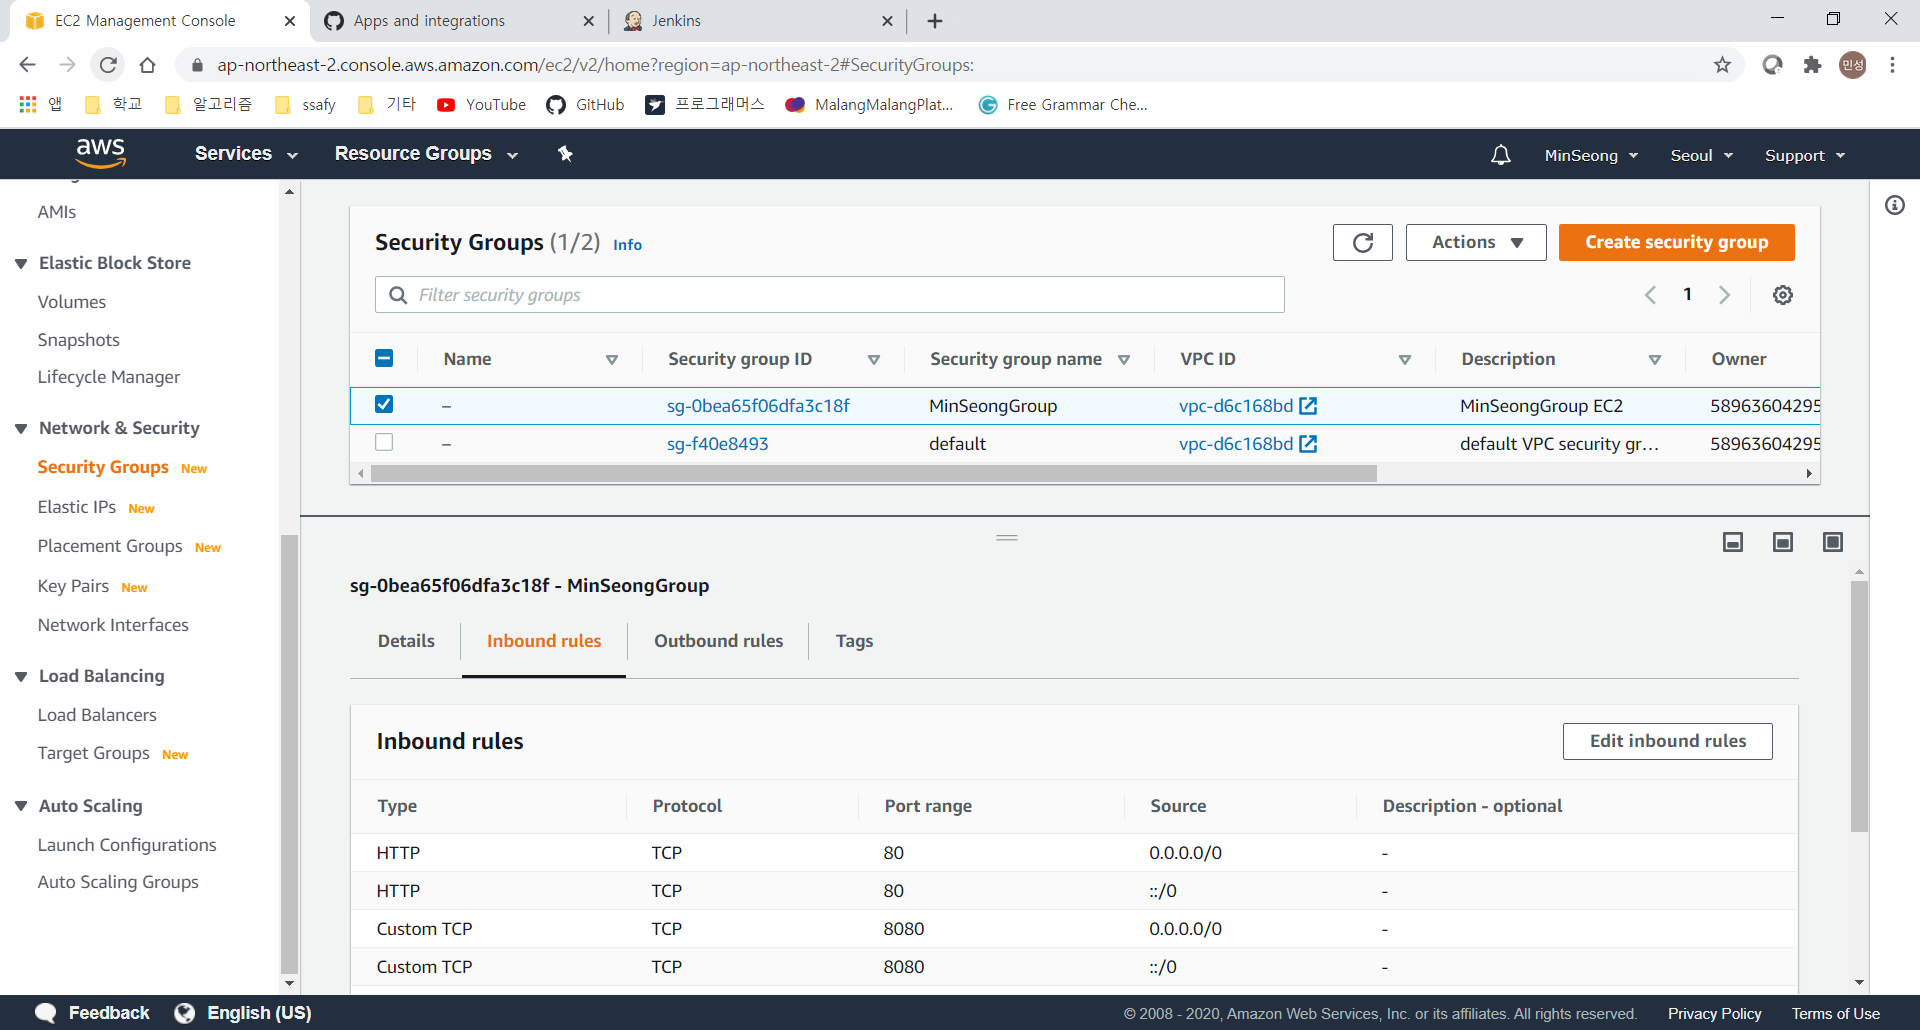 EC2 Management Console
Apps and integrations
Jenkins
ap-northeast-2.console.aws.amazon.com/ec2/v2/home?region=ap-northeast-2#SecurityGroups:
민성
앱 학교 알고리즘 ssafy 기타 YouTube GitHub 프로그래머스 MalangMalangPlat... Free Grammar Che...
aws Services Resource Groups MinSeong Seoul Support
AMIs
Elastic Block Store
Volumes
Snapshots
Lifecycle Manager
Network & Security
Security Groups New
Elastic IPs New
Placement Groups New
Key Pairs New
Network Interfaces
Load Balancing
Load Balancers
Target Groups New
Auto Scaling
Launch Configurations
Auto Scaling Groups
Security Groups (1/2) Info
Actions
Create security group
Filter security groups
1
Name Security group ID Security group name VPC ID Description Owner
– sg-0bea65f06dfa3c18f MinSeongGroup vpc-d6c168bd MinSeongGroup EC2 58963604295
– sg-f40e8493 default vpc-d6c168bd default VPC security gr... 58963604295
sg-0bea65f06dfa3c18f - MinSeongGroup
Details Inbound rules Outbound rules Tags
Inbound rules
Edit inbound rules
Type Protocol Port range Source Description - optional
HTTP TCP 80 0.0.0.0/0 -
HTTP TCP 80 ::/0 -
Custom TCP TCP 8080 0.0.0.0/0 -
Custom TCP TCP 8080 ::/0 -
Feedback English (US)
© 2008 - 2020, Amazon Web Services, Inc. or its affiliates. All rights reserved. Privacy Policy Terms of Use